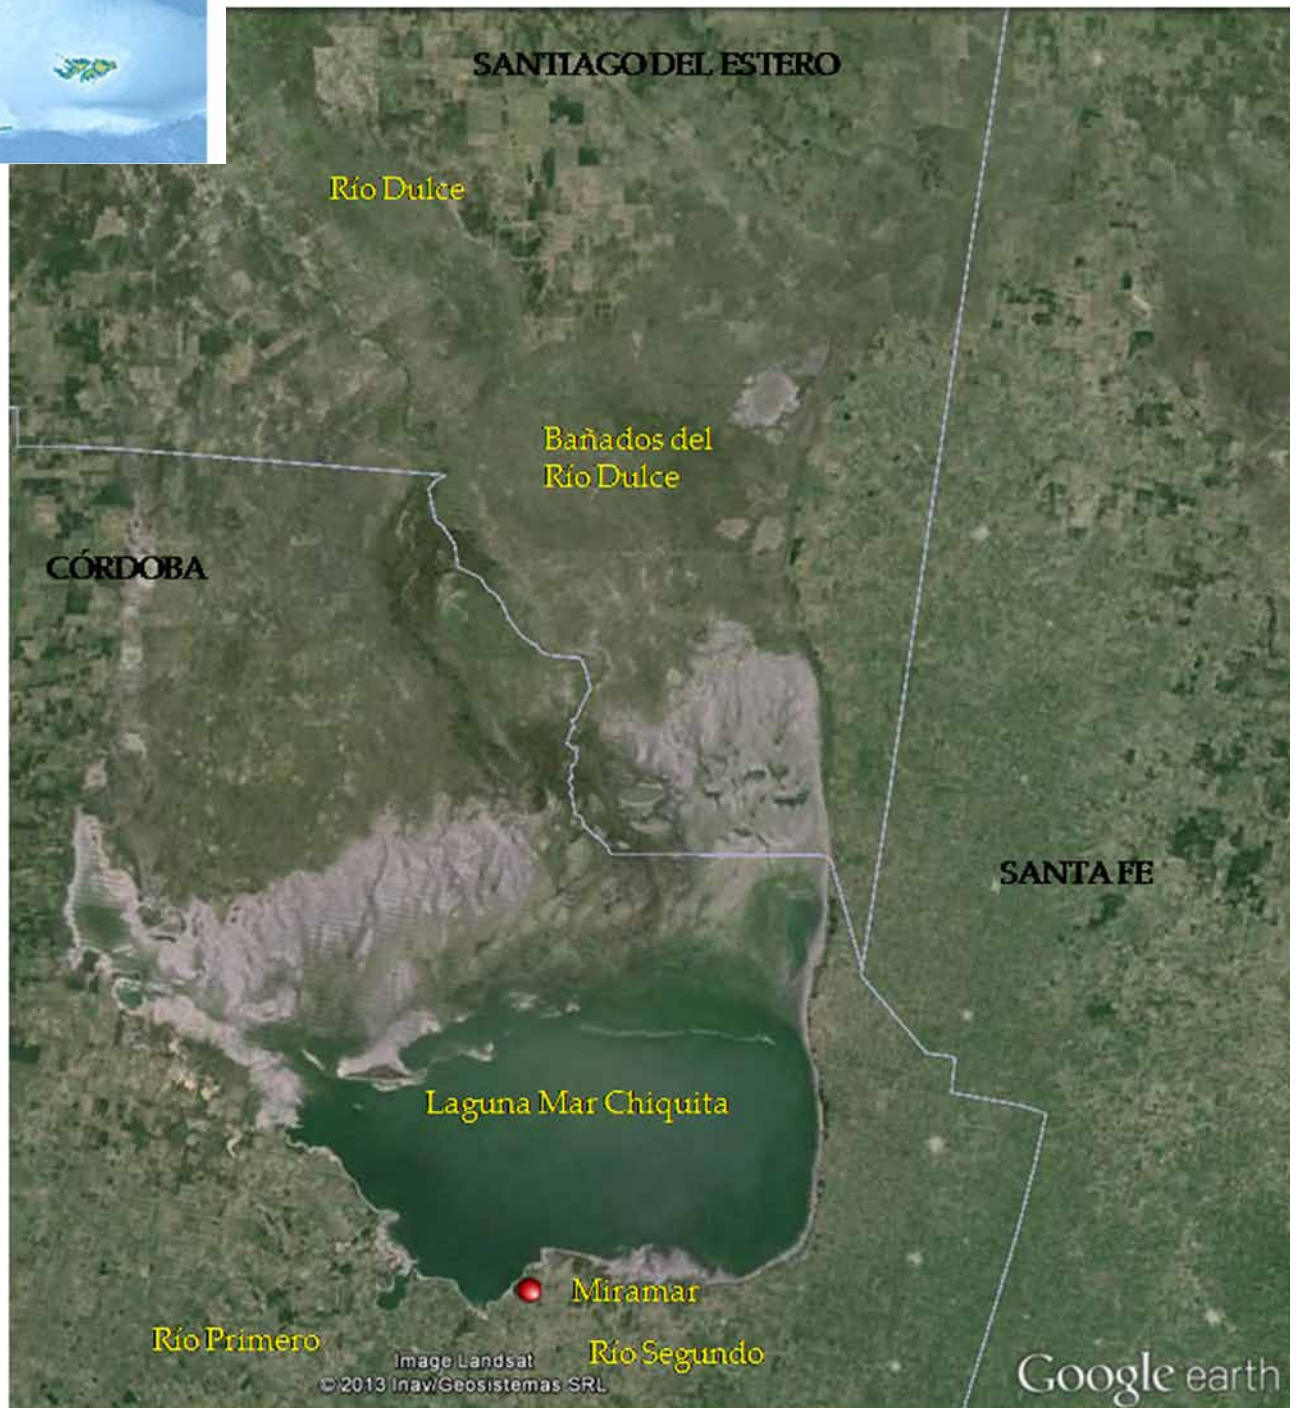 SANTIAGO DEL ESTERO
Río Dulce
Bañados del
Río Dulce
CÓRDOBA
SANTA FE
Laguna Mar Chiquita
Miramar
Río Primero
Río Segundo
Image Landsat
© 2013 Inav/Geosistemas SRL
Google earth